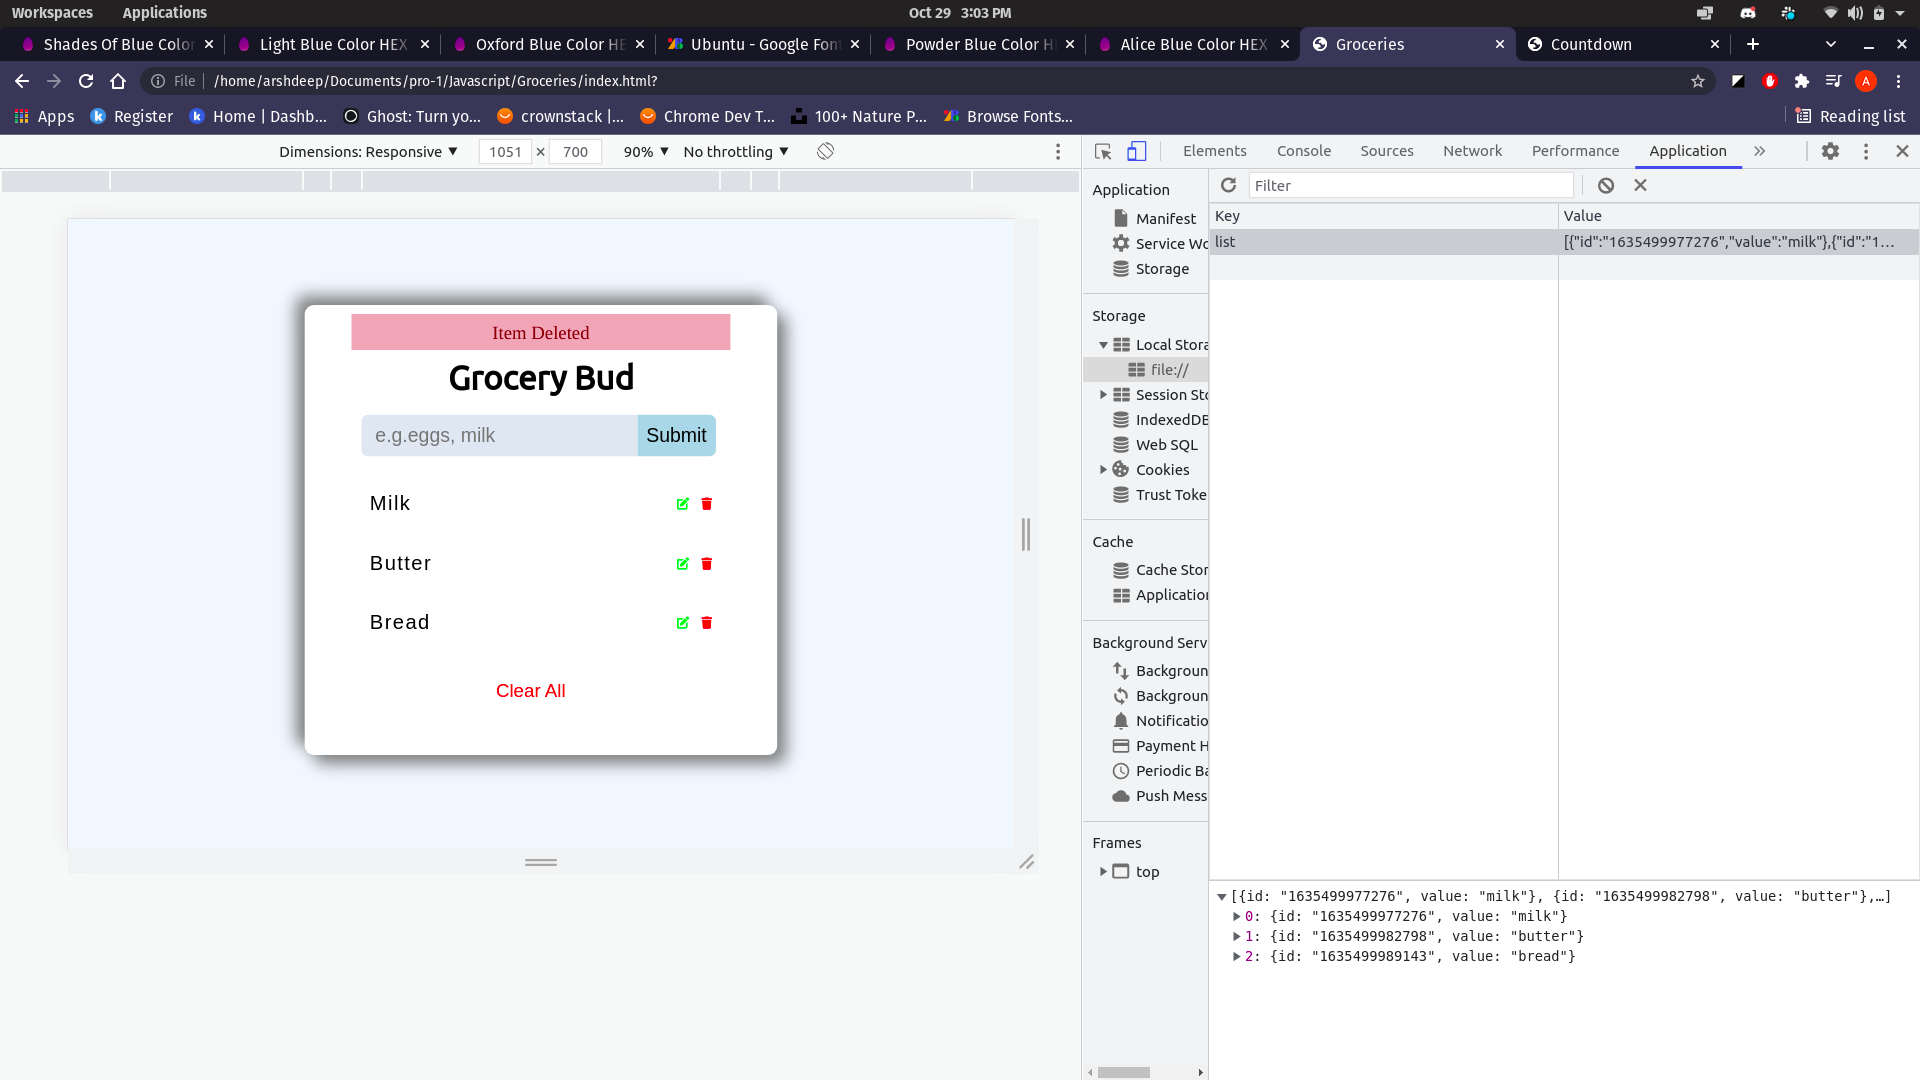 Workspaces Applications Oct 29 3:03 PM
Shades Of Blue Color Light Blue Color HEX Oxford Blue Color HE Ubuntu - Google Fon Powder Blue Color H Alice Blue Color HEX Groceries Countdown
File /home/arshdeep/Documents/pro-1/Javascript/Groceries/index.html? A
Apps Register Home | Dashb... Ghost: Turn yo... crownstack |... Chrome Dev T... 100+ Nature P... Browse Fonts... Reading list
Dimensions: Responsive 1051 × 700 90% No throttling
Elements Console Sources Network Performance Application
Item Deleted
Grocery Bud
e.g.eggs, milk Submit
Milk
Butter
Bread
Clear All
Application
Manifest
Service Wo
Storage
Storage
Local Stora
file://
Session Sto
IndexedDB
Web SQL
Cookies
Trust Toke
Cache
Cache Stor
Application
Background Serv
Backgroun
Backgroun
Notificatio
Payment H
Periodic Ba
Push Mess
Frames
top
Filter
Key Value
list [{"id":"1635499977276","value":"milk"},{"id":"1...
[{id: "1635499977276", value: "milk"}, {id: "1635499982798", value: "butter"},…]
0: {id: "1635499977276", value: "milk"}
1: {id: "1635499982798", value: "butter"}
2: {id: "1635499989143", value: "bread"}